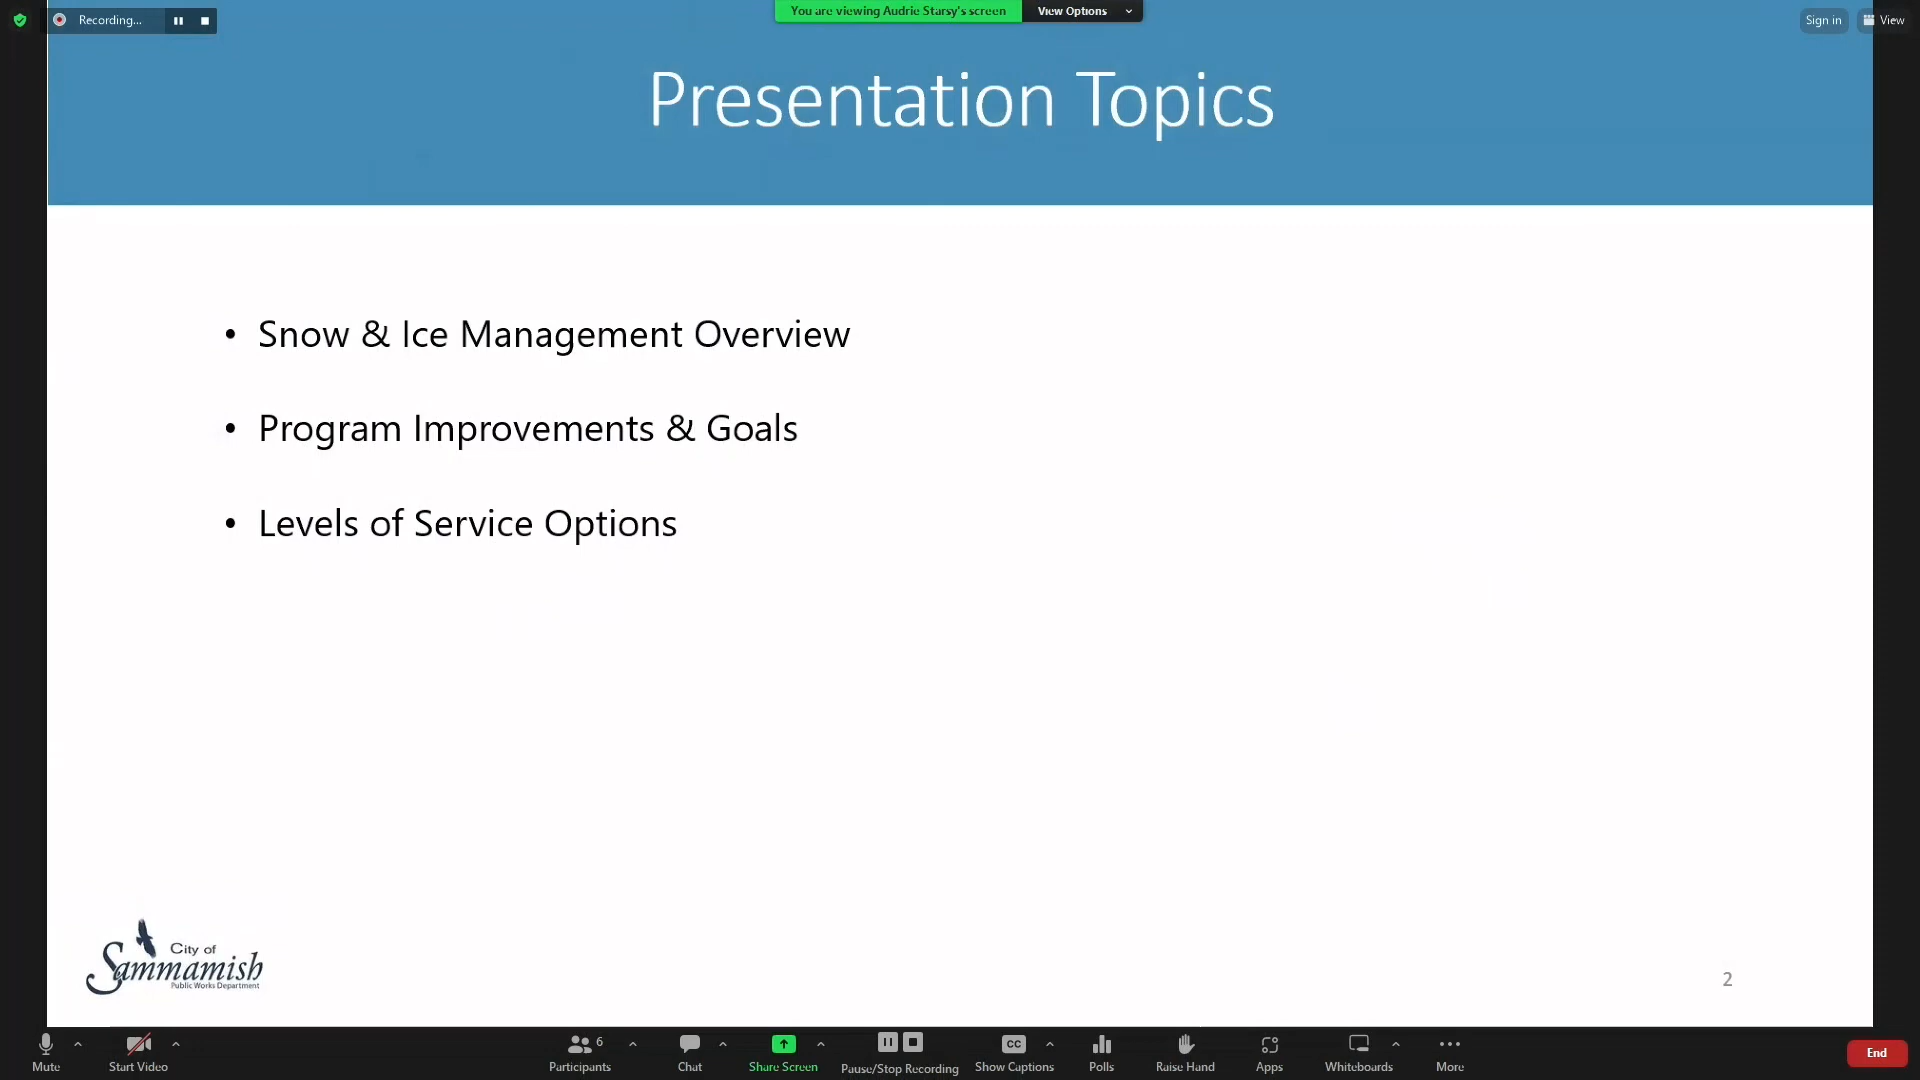 Recording...
You are viewing Audrie Starsy's screen
View Options
Sign in
View
Presentation Topics
• Snow & Ice Management Overview
• Program Improvements & Goals
• Levels of Service Options
City of
Sammamish
Public Works Department
2
Mute
Start Video
6
Participants
Chat
Share Screen
Pause/Stop Recording
CC
Show Captions
Polls
Raise Hand
Apps
Whiteboards
More
End